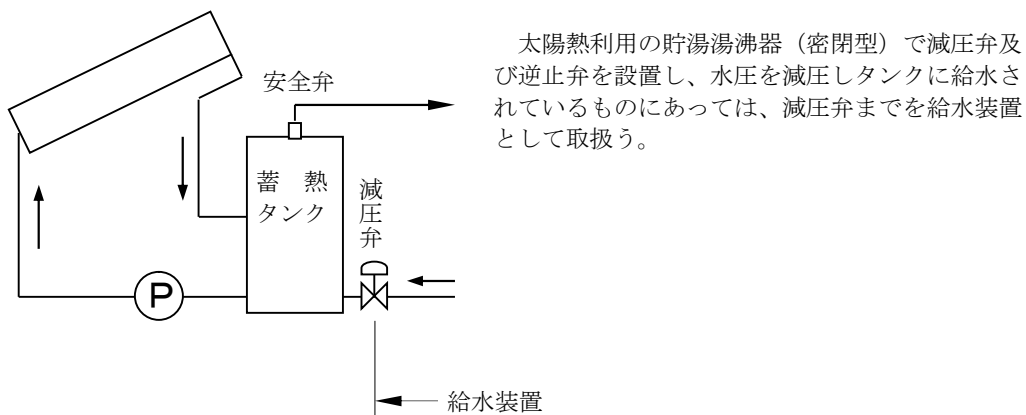 太陽熱利用の貯湯湯沸器（密閉型）で減圧弁及
び逆止弁を設置し、水圧を減圧しタンクに給水さ
れているものにあっては、減圧弁までを給水装置
として取扱う。
安全弁
蓄　熱
タンク
減圧弁
P
給水装置